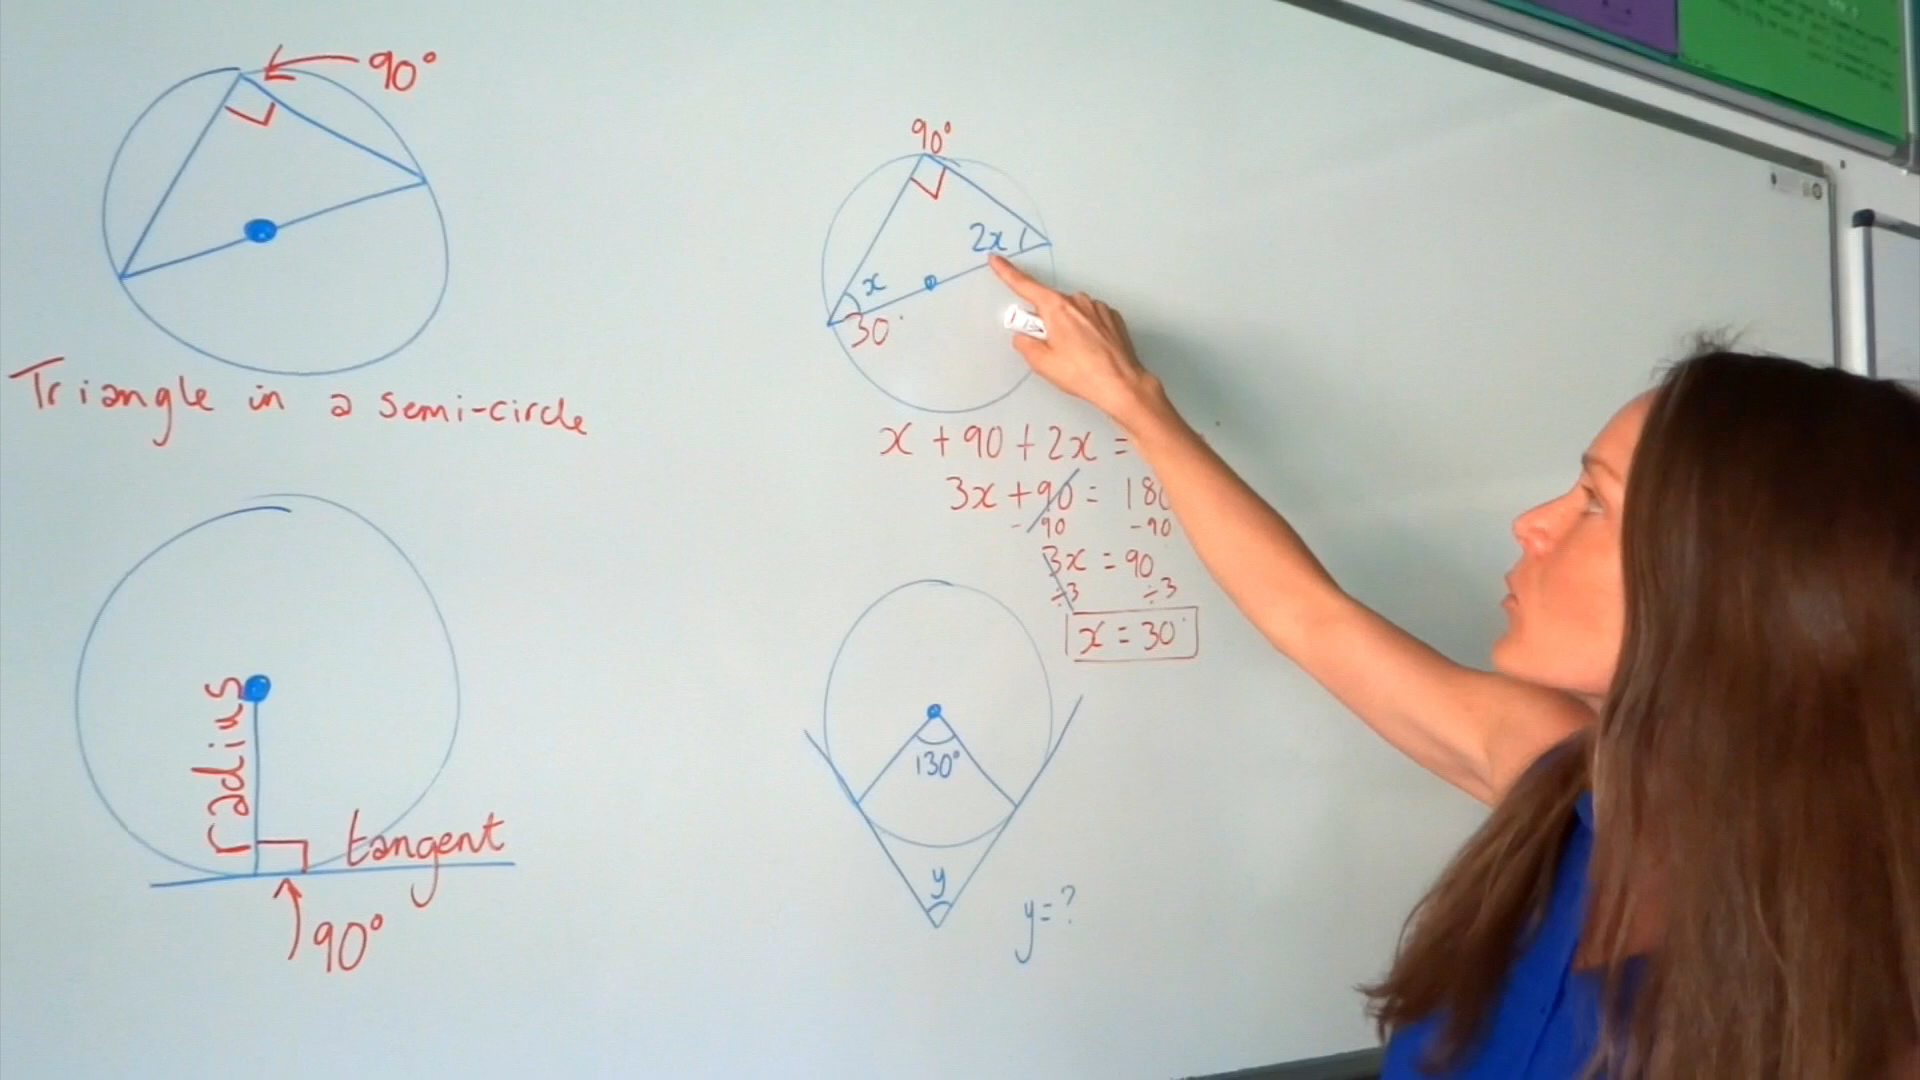 90°
Triangle in a semi-circle
radius
tangent
90°
90°
2x
x
30°
x + 90 + 2x =
3x + 90 = 180
- 90 - 90
3x = 90
÷3 ÷3
x = 30°
130°
y
y = ?